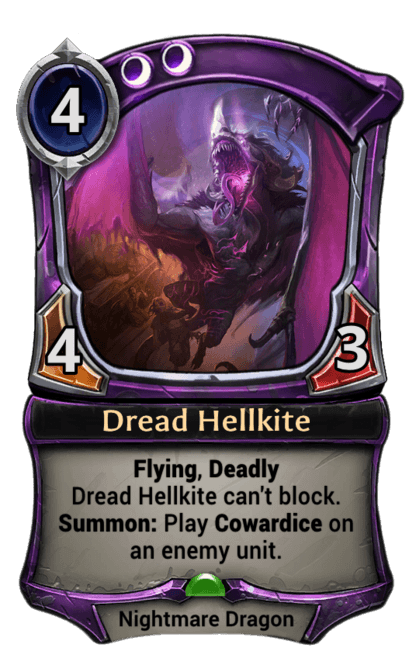 4
4
3
Dread Hellkite
Flying, Deadly
Dread Hellkite can't block.
Summon: Play Cowardice on
an enemy unit.
Nightmare Dragon